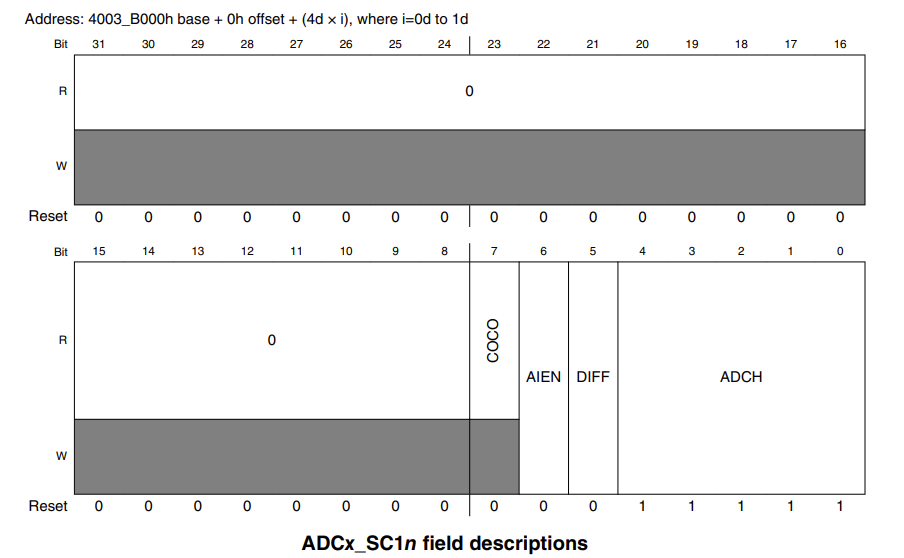 Address: 4003_B000h base + 0h offset + (4d × i), where i=0d to 1d
Bit 31 30 29 28 27 26 25 24 23 22 21 20 19 18 17 16
R 0
W
Reset 0 0 0 0 0 0 0 0 0 0 0 0 0 0 0 0
Bit 15 14 13 12 11 10 9 8 7 6 5 4 3 2 1 0
R 0 COCO AIEN DIFF ADCH
W
Reset 0 0 0 0 0 0 0 0 0 0 0 1 1 1 1 1
ADCx_SC1n field descriptions